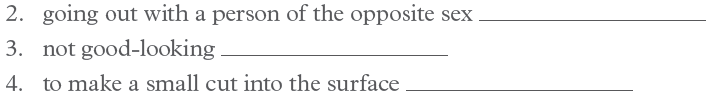 2. going out with a person of the opposite sex
3. not good-looking
4. to make a small cut into the surface